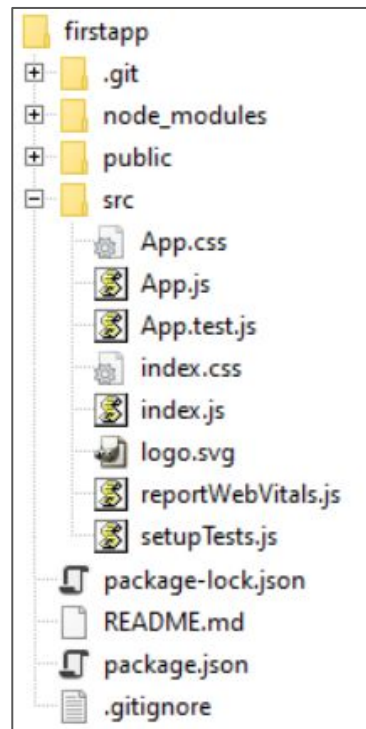 firstapp
.git
node_modules
public
src
App.css
App.js
App.test.js
index.css
index.js
logo.svg
reportWebVitals.js
setupTests.js
package-lock.json
README.md
package.json
.gitignore